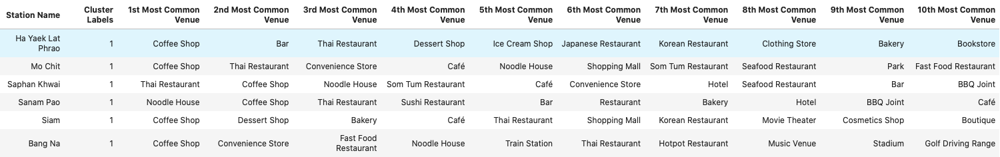 Station Name Cluster Labels 1st Most Common Venue 2nd Most Common Venue 3rd Most Common Venue 4th Most Common Venue 5th Most Common Venue 6th Most Common Venue 7th Most Common Venue 8th Most Common Venue 9th Most Common Venue 10th Most Common Venue
Ha Yaek Lat Phrao 1 Coffee Shop Bar Thai Restaurant Dessert Shop Ice Cream Shop Japanese Restaurant Korean Restaurant Clothing Store Bakery Bookstore
Mo Chit 1 Coffee Shop Thai Restaurant Convenience Store Café Noodle House Shopping Mall Som Tum Restaurant Seafood Restaurant Park Fast Food Restaurant
Saphan Khwai 1 Thai Restaurant Coffee Shop Noodle House Som Tum Restaurant Café Convenience Store Hotel Seafood Restaurant Bar BBQ Joint
Sanam Pao 1 Noodle House Coffee Shop Thai Restaurant Sushi Restaurant Bar Restaurant Bakery Hotel BBQ Joint Café
Siam 1 Coffee Shop Dessert Shop Bakery Café Thai Restaurant Shopping Mall Korean Restaurant Movie Theater Cosmetics Shop Boutique
Bang Na 1 Coffee Shop Convenience Store Fast Food Restaurant Noodle House Train Station Thai Restaurant Hotpot Restaurant Music Venue Stadium Golf Driving Range